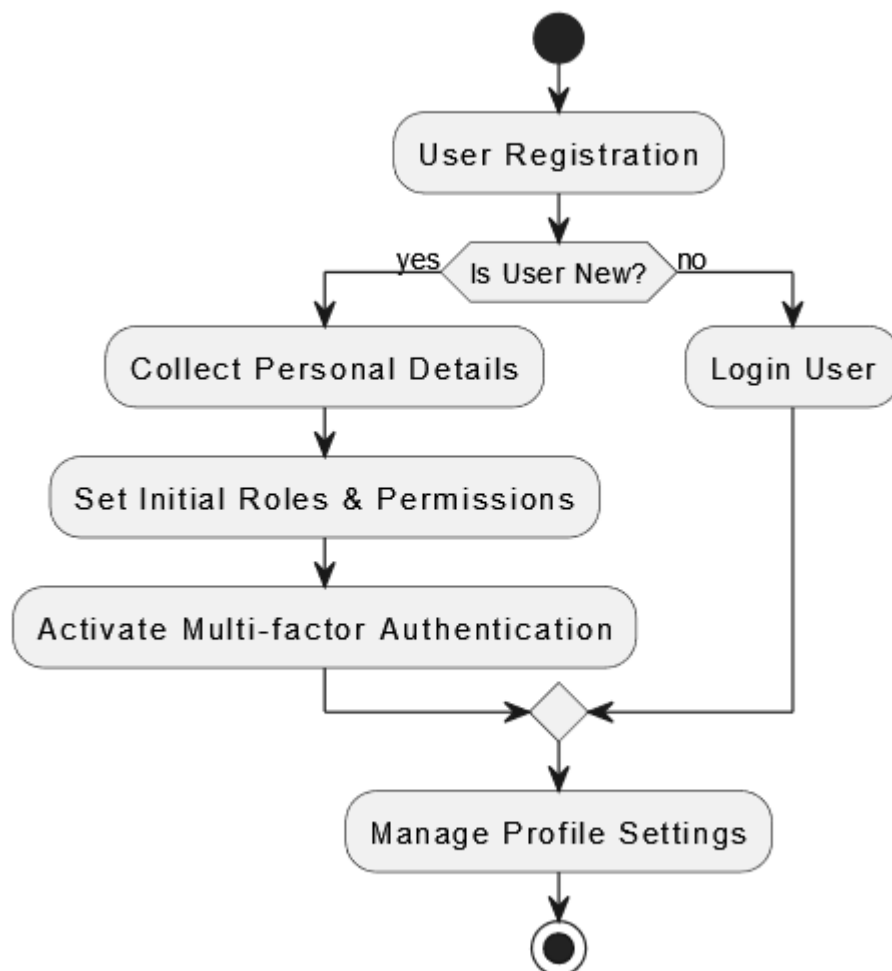 User Registration
yes
Is User New?
no
Collect Personal Details
Login User
Set Initial Roles & Permissions
Activate Multi-factor Authentication
Manage Profile Settings